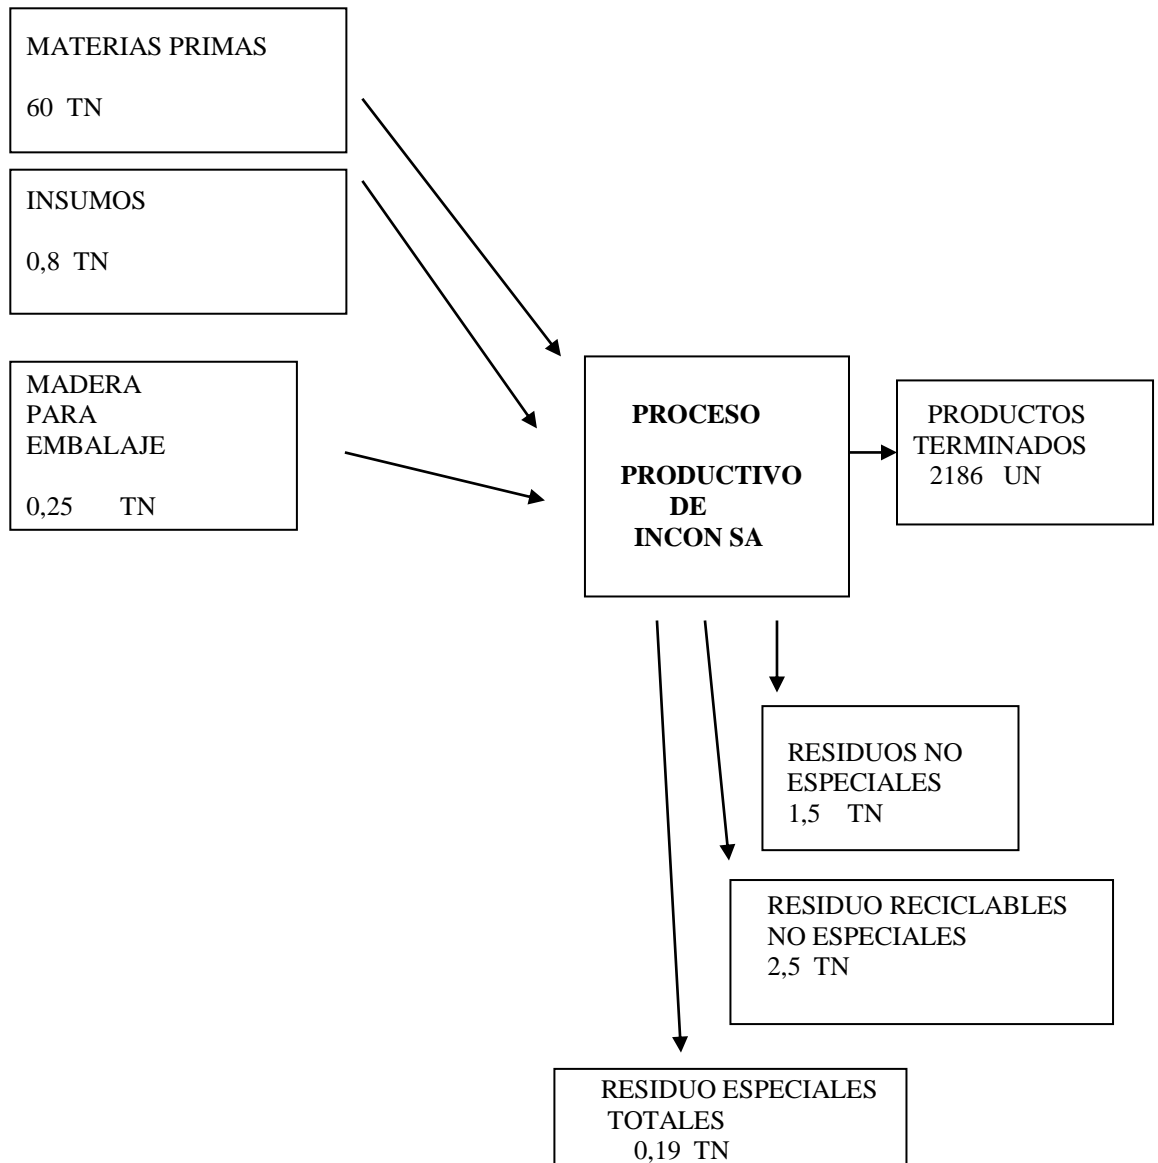 MATERIAS PRIMAS
60 TN
INSUMOS
0,8 TN
MADERA
PARA
EMBALAJE
0,25 TN
PROCESO
PRODUCTIVO
DE
INCON SA
PRODUCTOS
TERMINADOS
2186 UN
RESIDUOS NO
ESPECIALES
1,5 TN
RESIDUO RECICLABLES
NO ESPECIALES
2,5 TN
RESIDUO ESPECIALES
TOTALES
0,19 TN